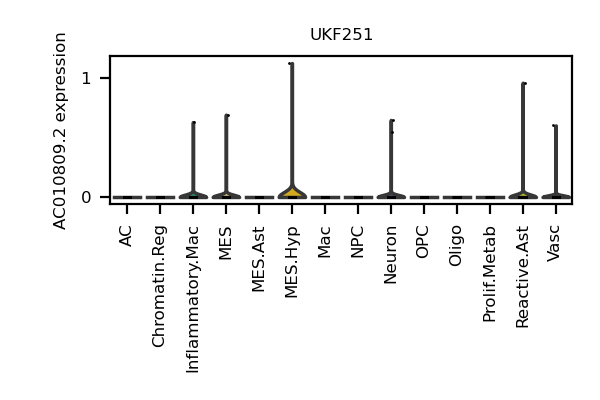 UKF251
AC010809.2 expression
1
0
AC
Chromatin.Reg
Inflammatory.Mac
MES
MES.Ast
MES.Hyp
Mac
NPC
Neuron
OPC
Oligo
Prolif.Metab
Reactive.Ast
Vasc